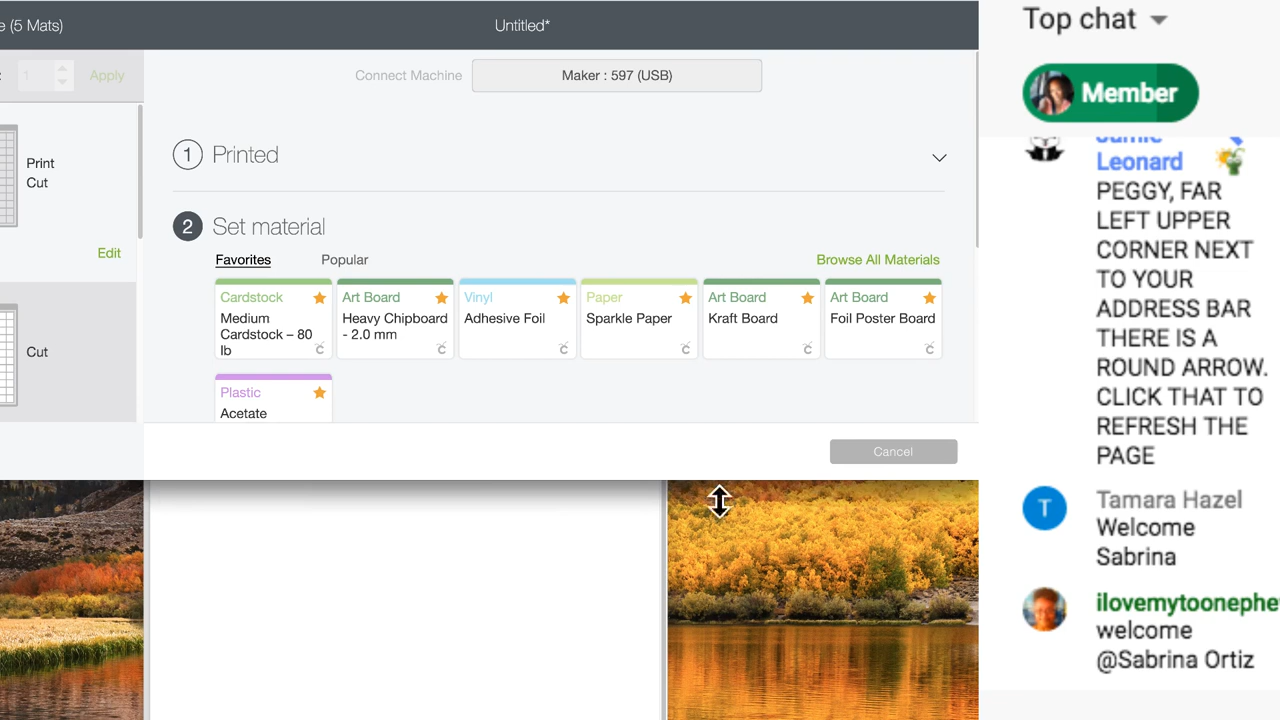 e (5 Mats)
Untitled*
: 1 Apply
Connect Machine Maker : 597 (USB)
Print
Cut
Edit
Cut
1 Printed
2 Set material
Favorites Popular Browse All Materials
Cardstock
Medium
Cardstock – 80
lb
Art Board
Heavy Chipboard
- 2.0 mm
Vinyl
Adhesive Foil
Paper
Sparkle Paper
Art Board
Kraft Board
Art Board
Foil Poster Board
Plastic
Acetate
Cancel
Top chat
Member
Jamie
Leonard
PEGGY, FAR
LEFT UPPER
CORNER NEXT
TO YOUR
ADDRESS BAR
THERE IS A
ROUND ARROW.
CLICK THAT TO
REFRESH THE
PAGE
T
Tamara Hazel
Welcome
Sabrina
ilovemytoonephe
welcome
@Sabrina Ortiz